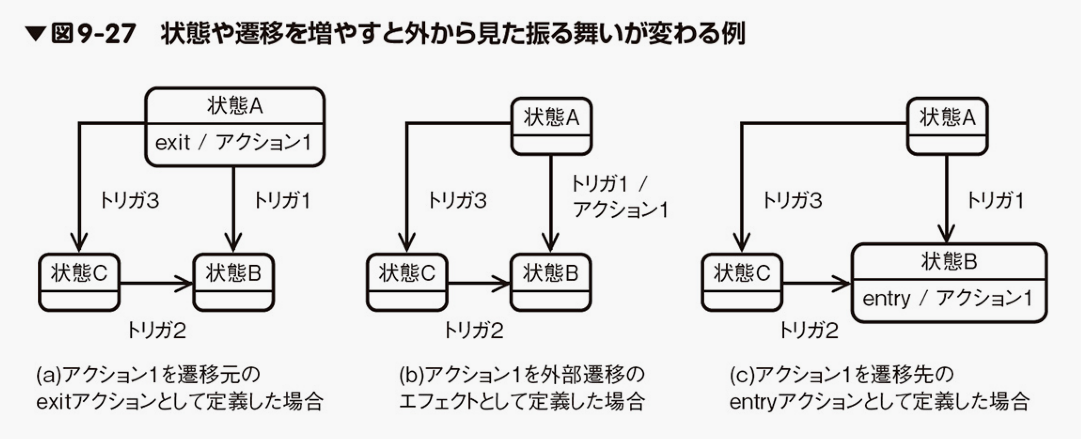 ▼図9-27 状態や遷移を増やすと外から見た振る舞いが変わる例
状態A
exit / アクション1
トリガ3
トリガ1
状態C
状態B
トリガ2
(a)アクション1を遷移元の
exitアクションとして定義した場合
状態A
トリガ3
トリガ1 /
アクション1
状態C
状態B
トリガ2
(b)アクション1を外部遷移の
エフェクトとして定義した場合
状態A
トリガ3
トリガ1
状態C
状態B
entry / アクション1
トリガ2
(c)アクション1を遷移先の
entryアクションとして定義した場合